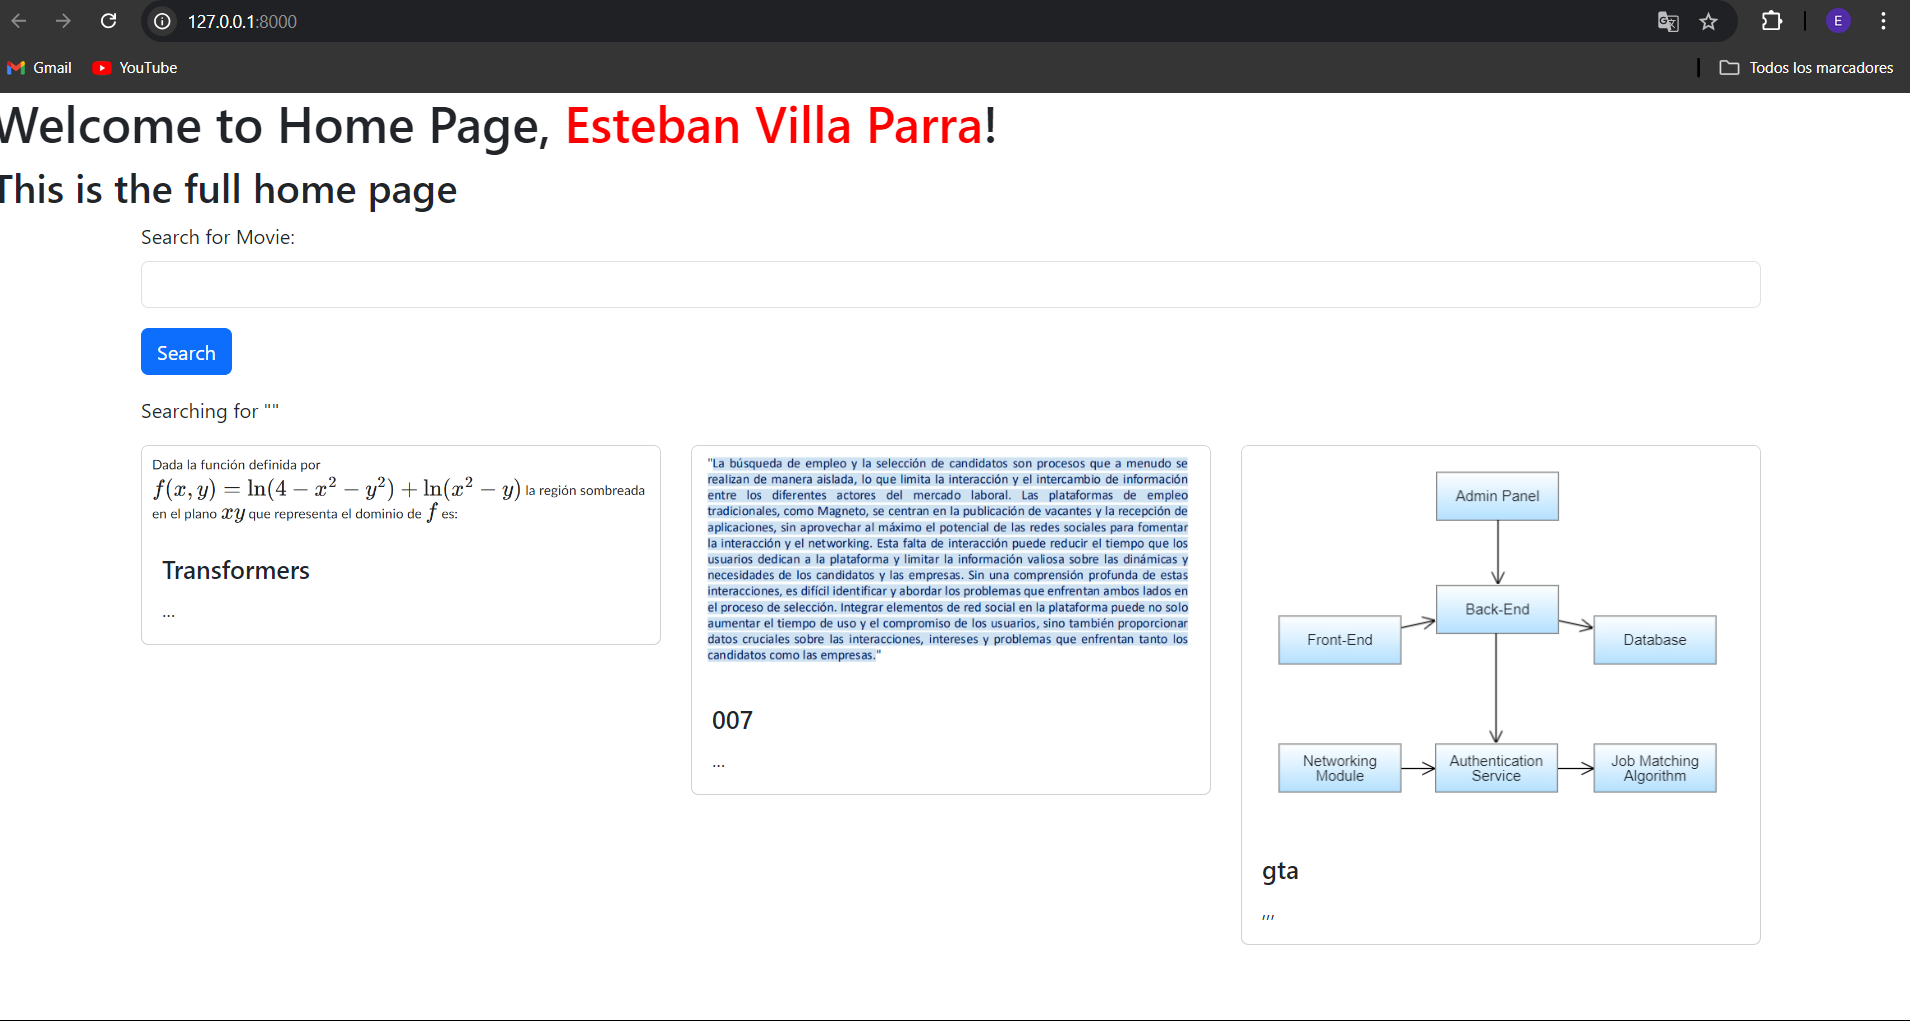 127.0.0.1:8000
E
Gmail
YouTube
Todos los marcadores
Welcome to Home Page, Esteban Villa Parra!
This is the full home page
Search for Movie:
Search
Searching for ""
Dada la función definida por
f(x, y) = ln(4 − x² − y²) + ln(x² − y) la región sombreada
en el plano xy que representa el dominio de f es:
Transformers
...
"La búsqueda de empleo y la selección de candidatos son procesos que a menudo se
realizan de manera aislada, lo que limita la interacción y el intercambio de información
entre los diferentes actores del mercado laboral. Las plataformas de empleo
tradicionales, como Magneto, se centran en la publicación de vacantes y la recepción de
aplicaciones, sin aprovechar al máximo el potencial de las redes sociales para fomentar
la interacción y el networking. Esta falta de interacción puede reducir el tiempo que los
usuarios dedican a la plataforma y limitar la información valiosa sobre las dinámicas y
necesidades de los candidatos y las empresas. Sin una comprensión profunda de estas
interacciones, es difícil identificar y abordar los problemas que enfrentan ambos lados en
el proceso de selección. Integrar elementos de red social en la plataforma puede no solo
aumentar el tiempo de uso y el compromiso de los usuarios, sino también proporcionar
datos cruciales sobre las interacciones, intereses y problemas que enfrentan tanto los
candidatos como las empresas."
007
...
Admin Panel
Back-End
Front-End
Database
Networking
Module
Authentication
Service
Job Matching
Algorithm
gta
,,,